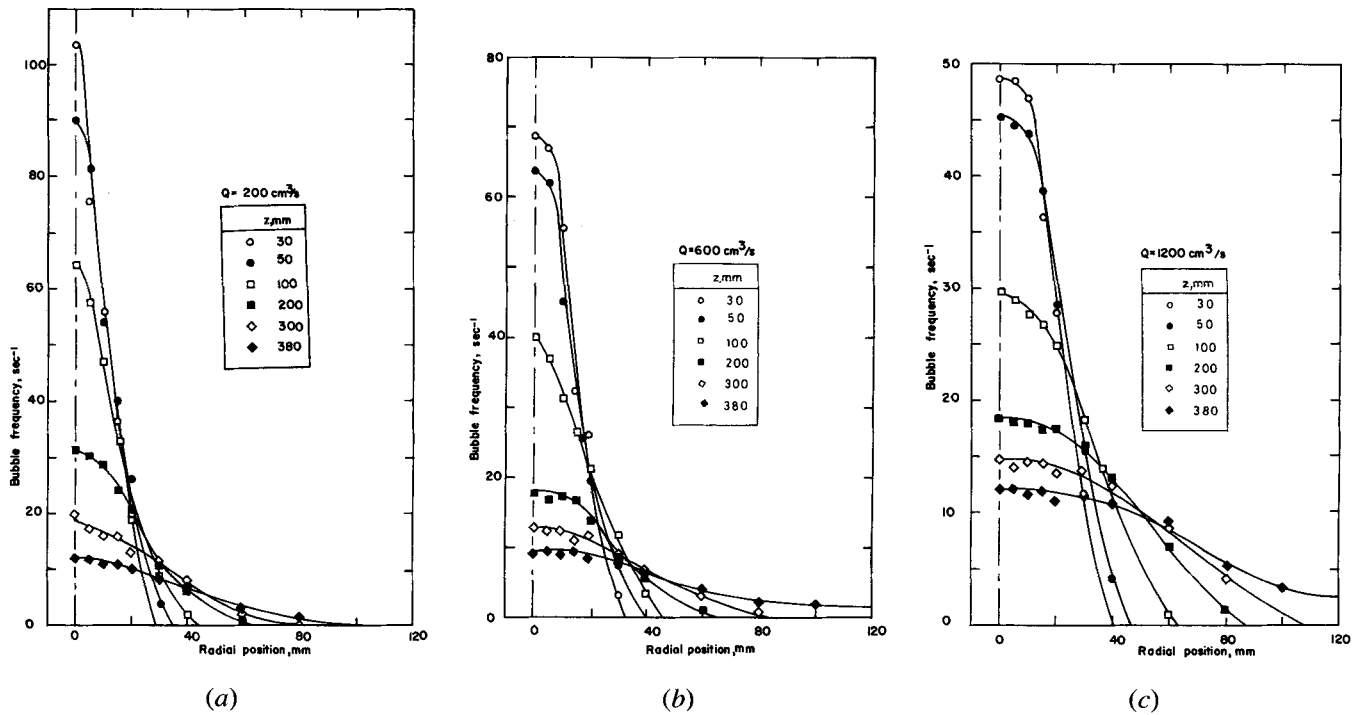 100
80
60
40
20
0
Bubble frequency, sec⁻¹
Q= 200 cm³/s
z,mm
30
50
100
200
300
380
0 40 80 120
Radial position,mm
(a)
80
60
40
20
0
Bubble frequency, sec⁻¹
Q=600 cm³/s
z,mm
30
50
100
200
300
380
0 40 80 120
Radial position,mm
(b)
50
40
30
20
10
0
Bubble frequency, sec⁻¹
Q=1200 cm³/s
z,mm
30
50
100
200
300
380
0 40 80 120
Radial position, mm
(c)